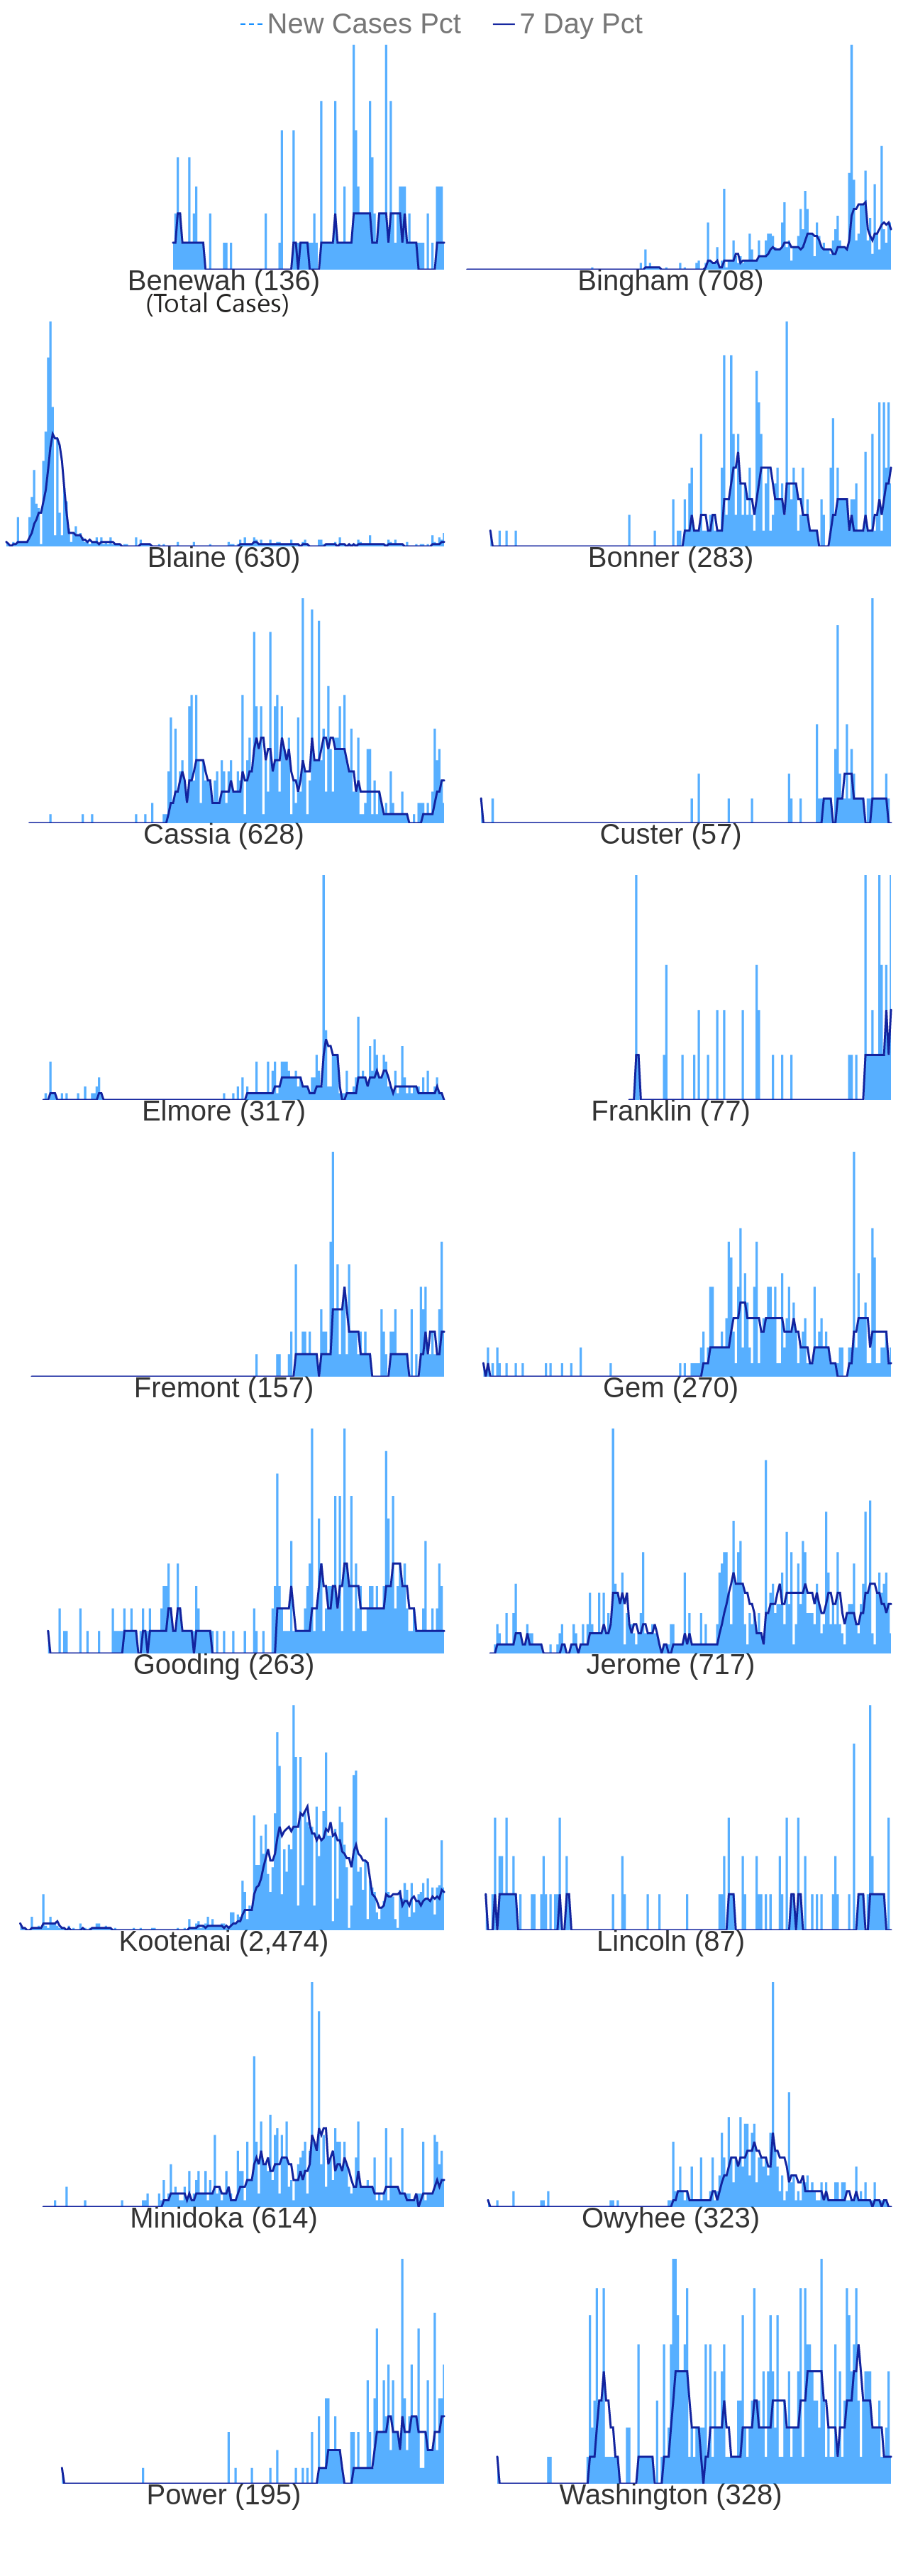 New Cases Pct 7 Day Pct
Benewah (136) Bingham (708)
(Total Cases)
Blaine (630) Bonner (283)
Cassia (628) Custer (57)
Elmore (317) Franklin (77)
Fremont (157) Gem (270)
Gooding (263) Jerome (717)
Kootenai (2,474) Lincoln (87)
Minidoka (614) Owyhee (323)
Power (195) Washington (328)